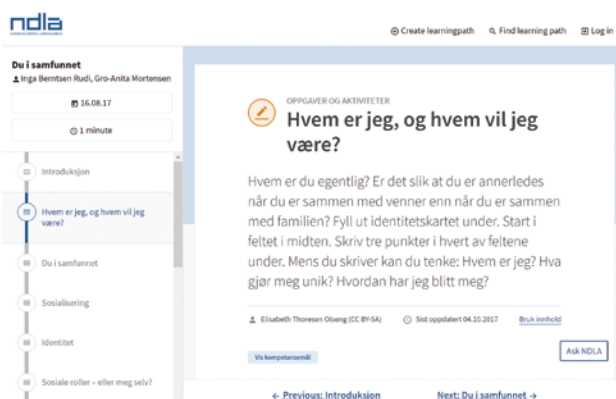 ndla
Create learningpath
Find learning path
Log in
Du i samfunnet
Inga Berntsen Rudi, Gro-Anita Mortensen
16.08.17
1 minute
Introduksjon
Hvem er jeg, og hvem vil jeg
være?
Du i samfunnet
Sosialisering
Identitet
Sosiale roller – eller meg selv?
OPPGAVER OG AKTIVITETER
Hvem er jeg, og hvem vil jeg
være?
Hvem er du egentlig? Er det slik at du er annerledes
når du er sammen med venner enn når du er sammen
med familien? Fyll ut identitetskartet under. Start i
feltet i midten. Skriv tre punkter i hvert av feltene
under. Mens du skriver kan du tenke: Hvem er jeg? Hva
gjør meg unik? Hvordan har jeg blitt meg?
Elisabeth Thoresen Olseng (CC BY-SA)
Sist oppdatert 04.10.2017
Bruk innhold
Ask NDLA
Vis kompetansemål
← Previous: Introduksjon
Next: Du i samfunnet →